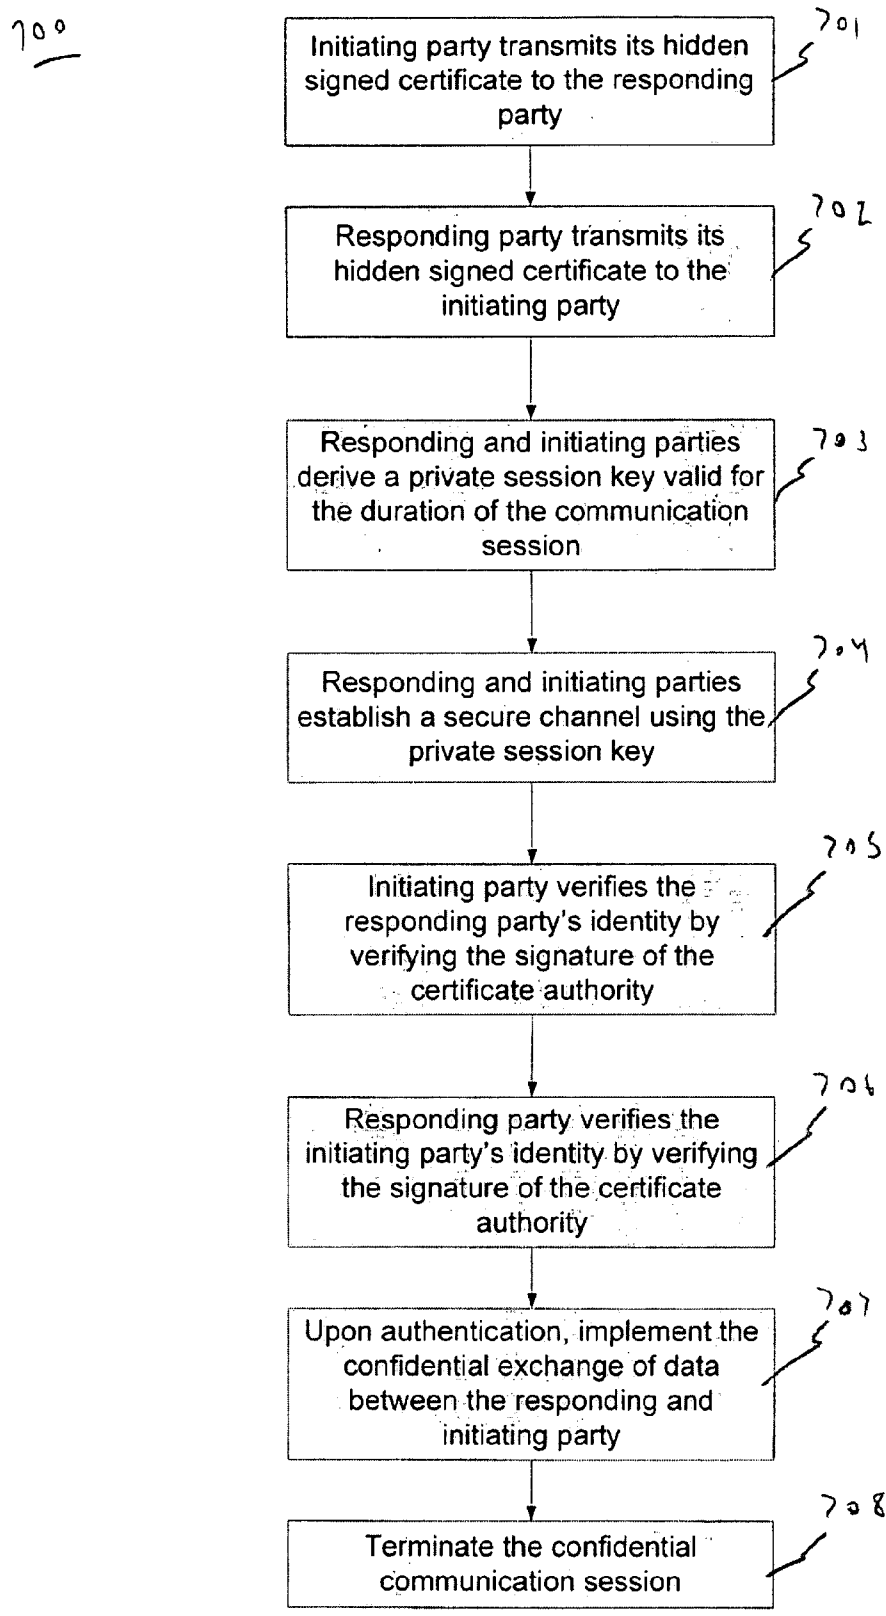 700
701
Initiating party transmits its hidden
signed certificate to the responding
party
702
Responding party transmits its
hidden signed certificate to the
initiating party
703
Responding and initiating parties
derive a private session key valid for
the duration of the communication
session
704
Responding and initiating parties
establish a secure channel using the
private session key
705
Initiating party verifies the
responding party's identity by
verifying the signature of the
certificate authority
706
Responding party verifies the
initiating party's identity by verifying
the signature of the certificate
authority
707
Upon authentication, implement the
confidential exchange of data
between the responding and
initiating party
708
Terminate the confidential
communication session